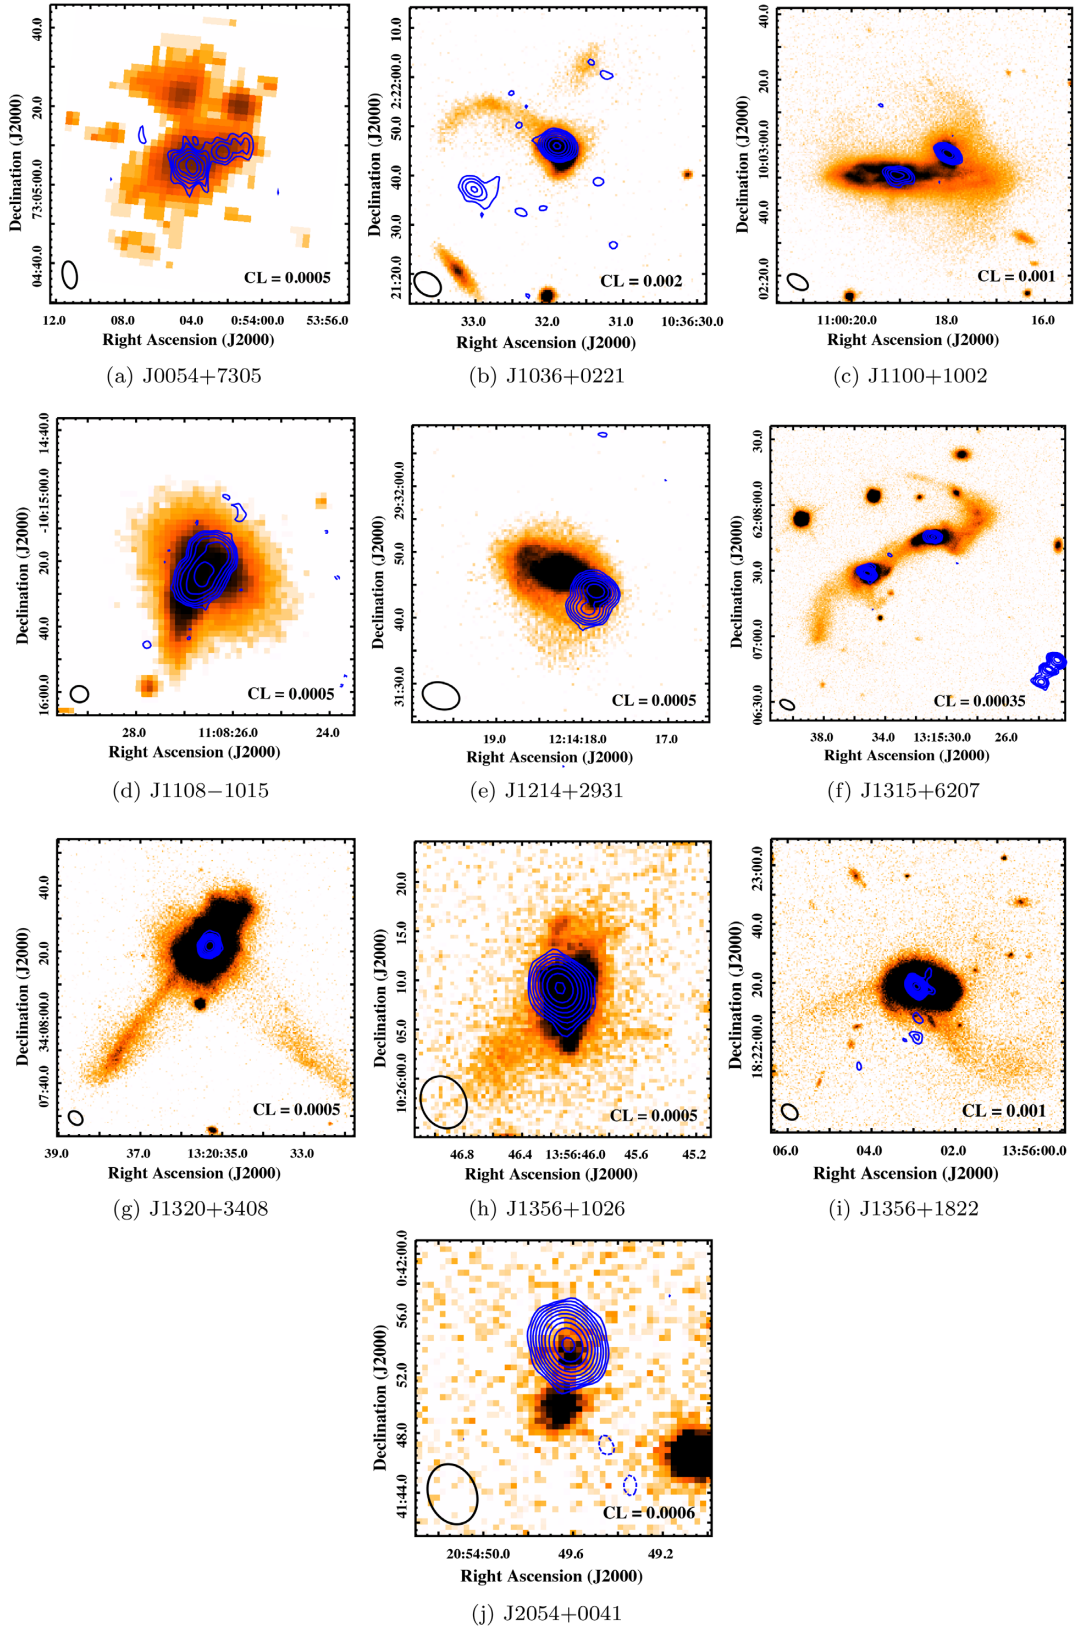 Declination (J2000)
40.0
20.0
73:05:00.0
04:40.0
CL = 0.0005
12.0 08.0 04.0 0:54:00.0 53:56.0
Right Ascension (J2000)
(a) J0054+7305
Declination (J2000)
10.0
2:22:00.0
50.0
40.0
30.0
21:20.0
CL = 0.002
33.0 32.0 31.0 10:36:30.0
Right Ascension (J2000)
(b) J1036+0221
Declination (J2000)
40.0
20.0
10:03:00.0
40.0
02:20.0
CL = 0.001
11:00:20.0 18.0 16.0
Right Ascension (J2000)
(c) J1100+1002
Declination (J2000)
14:40.0
-10:15:00.0
20.0
40.0
16:00.0
CL = 0.0005
28.0 11:08:26.0 24.0
Right Ascension (J2000)
(d) J1108−1015
Declination (J2000)
29:32:00.0
50.0
40.0
31:30.0
CL = 0.0005
19.0 12:14:18.0 17.0
Right Ascension (J2000)
(e) J1214+2931
Declination (J2000)
30.0
62:08:00.0
30.0
07:00.0
06:30.0
CL = 0.00035
38.0 34.0 13:15:30.0 26.0
Right Ascension (J2000)
(f) J1315+6207
Declination (J2000)
40.0
20.0
34:08:00.0
07:40.0
CL = 0.0005
39.0 37.0 13:20:35.0 33.0
Right Ascension (J2000)
(g) J1320+3408
Declination (J2000)
20.0
15.0
10.0
05.0
10:26:00.0
CL = 0.0005
46.8 46.4 13:56:46.0 45.6 45.2
Right Ascension (J2000)
(h) J1356+1026
Declination (J2000)
23:00.0
40.0
20.0
18:22:00.0
CL = 0.001
06.0 04.0 02.0 13:56:00.0
Right Ascension (J2000)
(i) J1356+1822
Declination (J2000)
0:42:00.0
56.0
52.0
48.0
41:44.0
CL = 0.0006
20:54:50.0 49.6 49.2
Right Ascension (J2000)
(j) J2054+0041